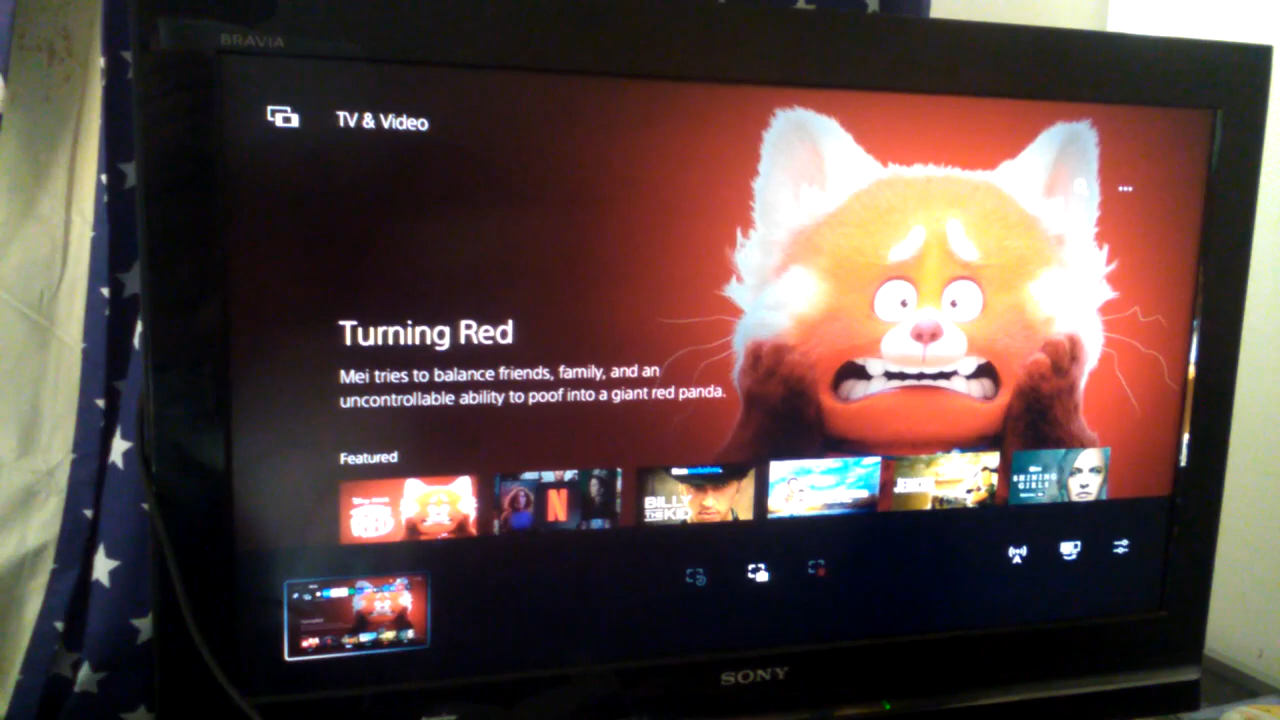 BRAVIA
TV & Video
Turning Red
Mei tries to balance friends, family, and an
uncontrollable ability to poof into a giant red panda.
Featured
N
BILLY
THE KID
SHINING
GIRLS
SONY